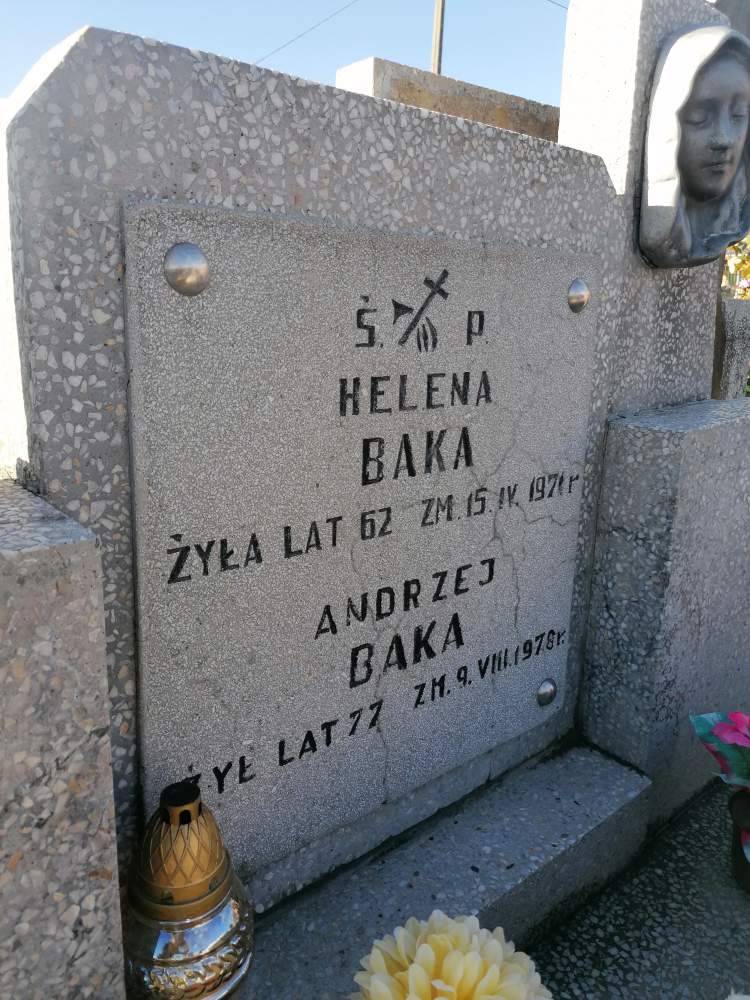 Ś. P.
HELENA
BAKA
ŻYŁA LAT 62 ZM. 15. IV. 1971 r
ANDRZEJ
BAKA
ŻYŁ LAT 77 ZM. 9. VIII. 1978 r.